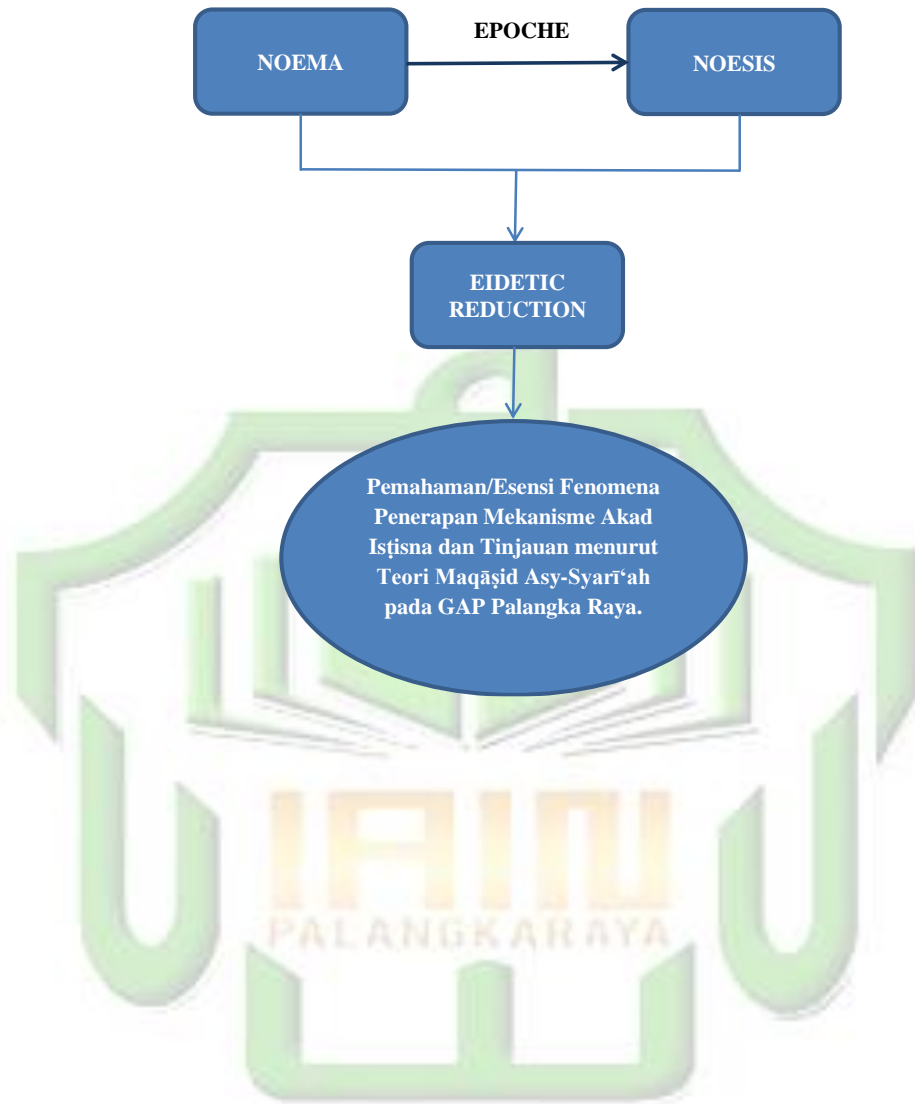 EPOCHE
NOEMA
NOESIS
EIDETIC
REDUCTION
Pemahaman/Esensi Fenomena
Penerapan Mekanisme Akad
Isṭisna dan Tinjauan menurut
Teori Maqāṣid Asy-Syarī‘ah
pada GAP Palangka Raya.
IAIN
PALANGKARAYA